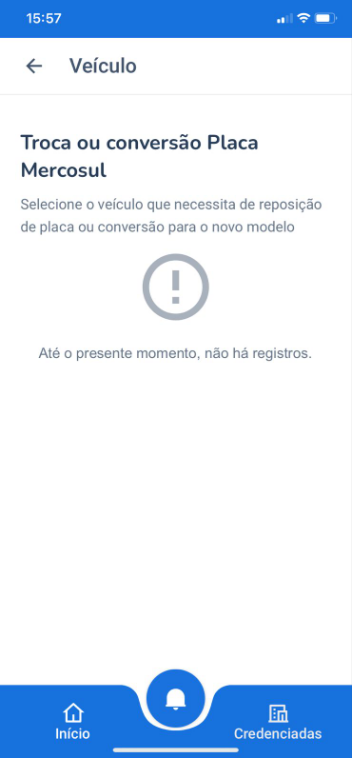 15:57
Veículo
Troca ou conversão Placa
Mercosul
Selecione o veículo que necessita de reposição
de placa ou conversão para o novo modelo
Até o presente momento, não há registros.
Início
Credenciadas